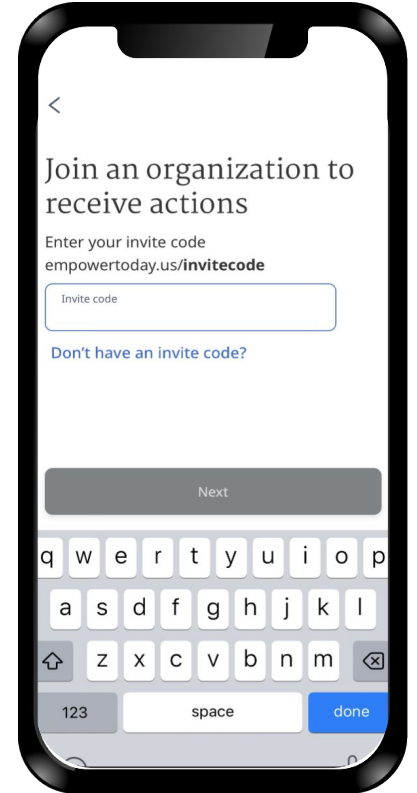 Join an organization to
receive actions
Enter your invite code
empowertoday.us/invitecode
Invite code
Don't have an invite code?
Next
q w e r t y u i o p
a s d f g h j k l
z x c v b n m
123 space done